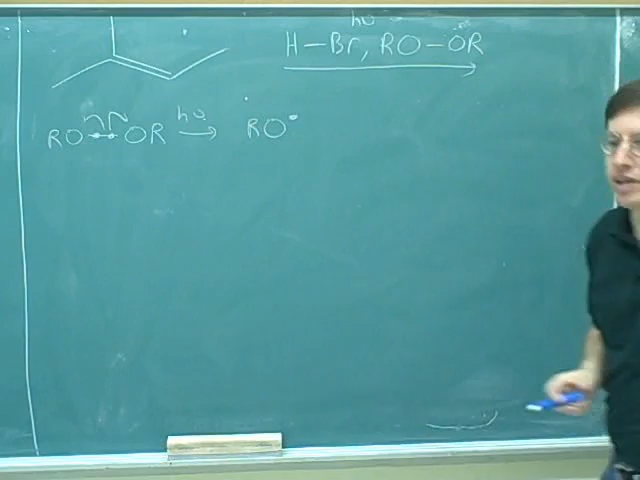 hν
H—Br, RO—OR
RO OR hν → RO•